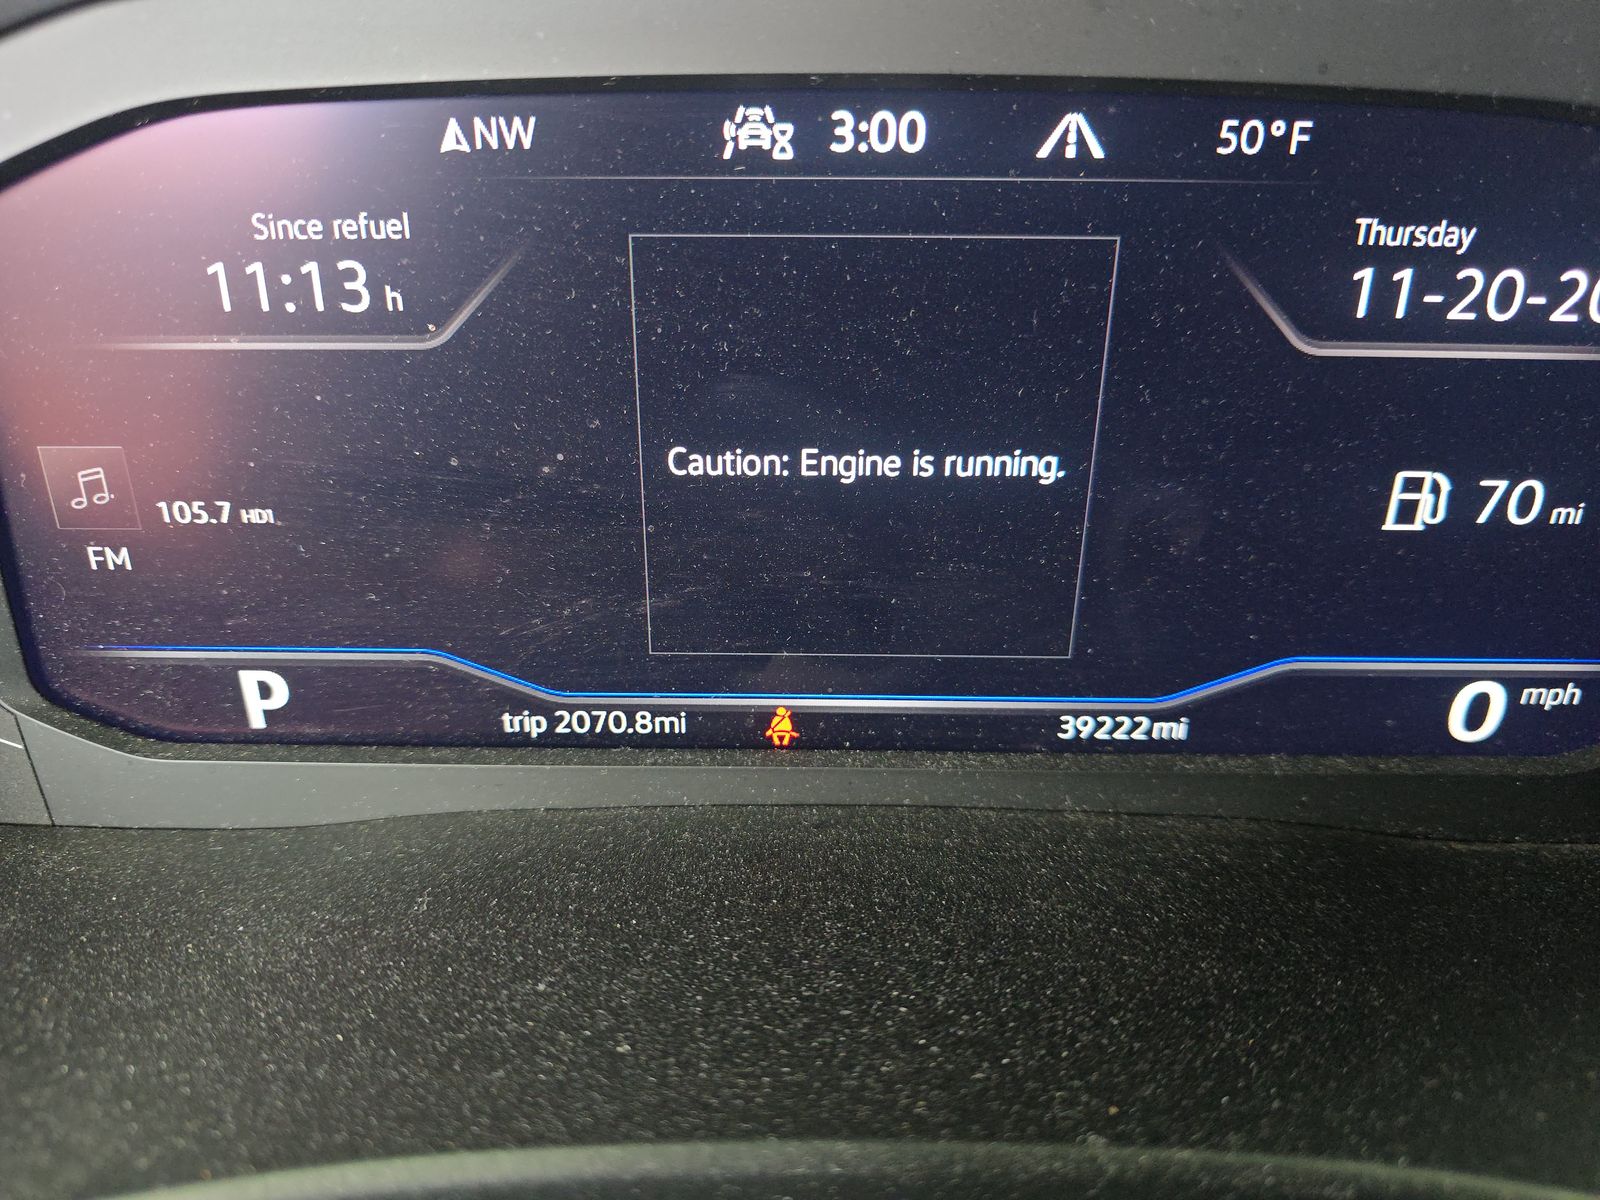 NW
3:00
50°F
Since refuel
11:13 h
Thursday
11-20-20
Caution: Engine is running.
105.7 HD1
FM
70 mi
P
trip 2070.8mi
39222mi
0 mph